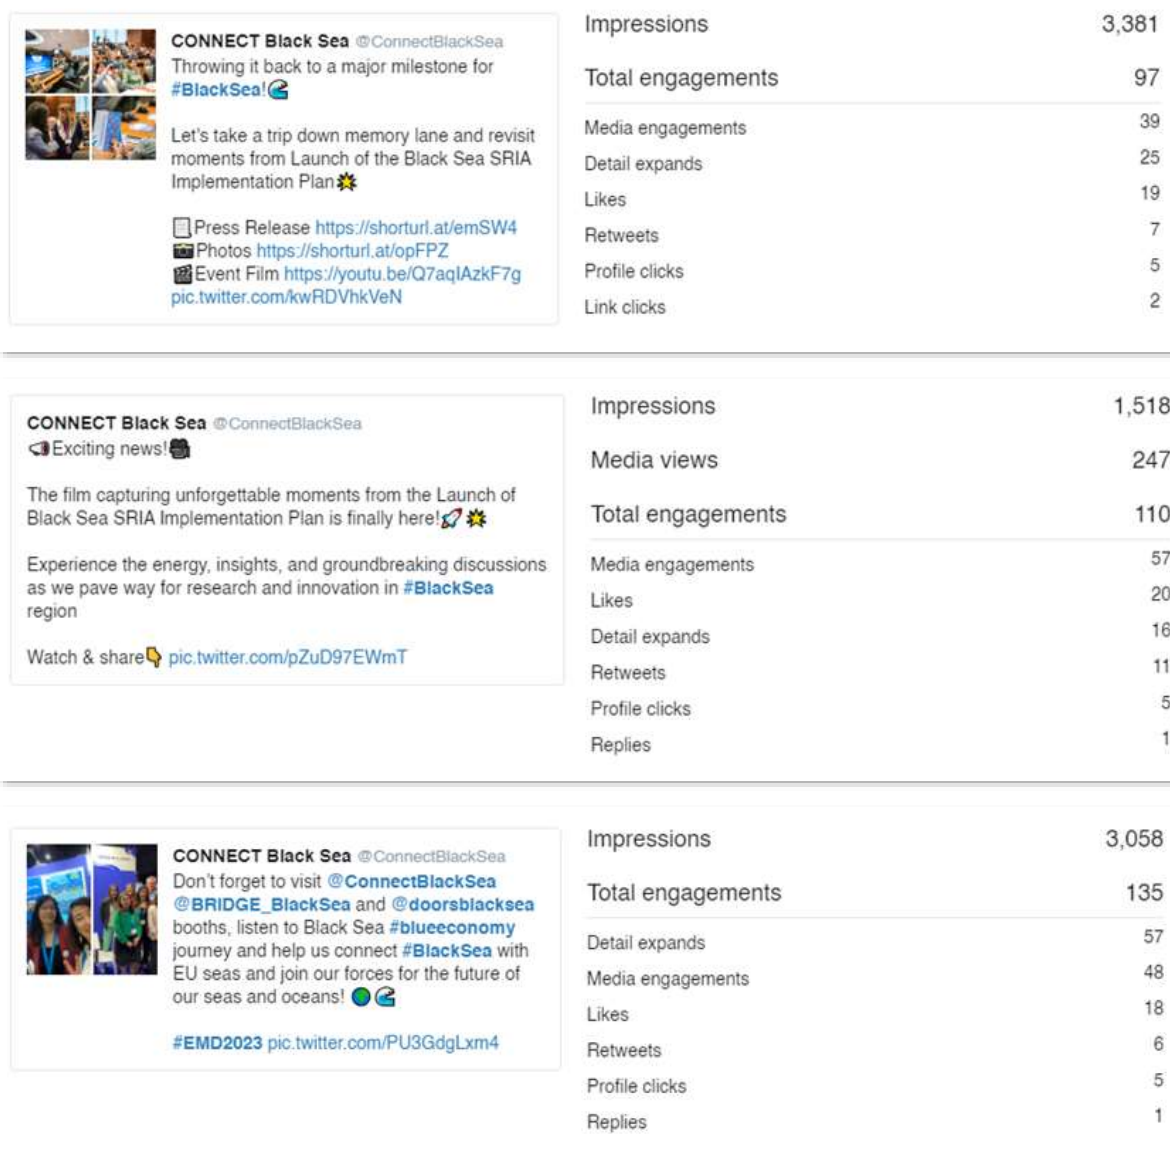 CONNECT Black Sea @ConnectBlackSea
Throwing it back to a major milestone for
#BlackSea!🌊
Let's take a trip down memory lane and revisit
moments from Launch of the Black Sea SRIA
Implementation Plan🌟
📃Press Release https://shorturl.at/emSW4
📸Photos https://shorturl.at/opFPZ
🎬Event Film https://youtu.be/Q7aqIAzkF7g
pic.twitter.com/kwRDVhkVeN
Impressions 3,381
Total engagements 97
Media engagements 39
Detail expands 25
Likes 19
Retweets 7
Profile clicks 5
Link clicks 2
CONNECT Black Sea @ConnectBlackSea
📢Exciting news!🎥
The film capturing unforgettable moments from the Launch of
Black Sea SRIA Implementation Plan is finally here!🚀🌟
Experience the energy, insights, and groundbreaking discussions
as we pave way for research and innovation in #BlackSea
region
Watch & share👇 pic.twitter.com/pZuD97EWmT
Impressions 1,518
Media views 247
Total engagements 110
Media engagements 57
Likes 20
Detail expands 16
Retweets 11
Profile clicks 5
Replies 1
CONNECT Black Sea @ConnectBlackSea
Don't forget to visit @ConnectBlackSea
@BRIDGE_BlackSea and @doorsblacksea
booths, listen to Black Sea #blueeconomy
journey and help us connect #BlackSea with
EU seas and join our forces for the future of
our seas and oceans! 🌍🌊
#EMD2023 pic.twitter.com/PU3GdgLxm4
Impressions 3,058
Total engagements 135
Detail expands 57
Media engagements 48
Likes 18
Retweets 6
Profile clicks 5
Replies 1